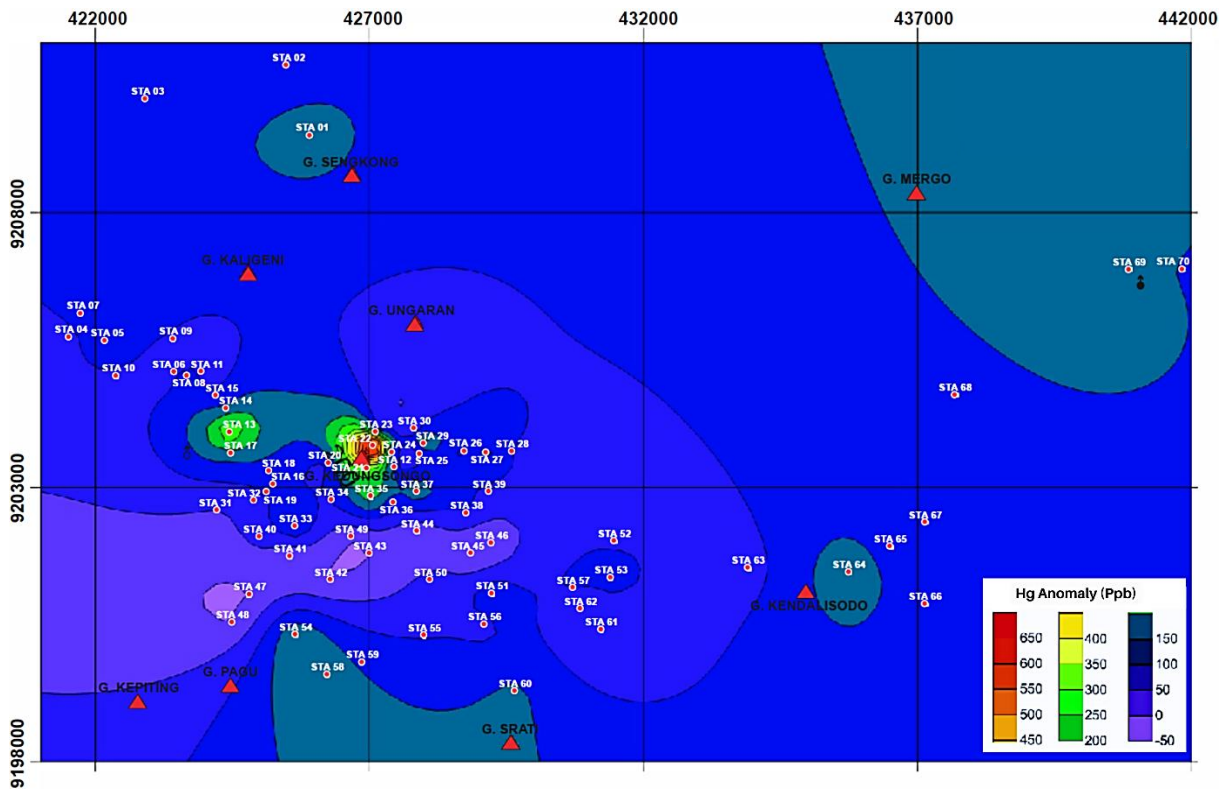 422000 427000 432000 437000 442000
STA 02
STA 03
STA 01
G. SENGKONG
G. MERGO
9208000
G. KALIGENI
STA 69 STA 70
STA 07
G. UNGARAN
STA 04 STA 05 STA 09
STA 10 STA 06 STA 11
STA 08
STA 15
STA 68
STA 14
STA 13 STA 23 STA 30
STA 22 STA 29
STA 17 STA 24 STA 26 STA 28
STA 20 STA 12 STA 25 STA 27
STA 18 STA 21
G. KEDUNGSONGO
STA 16
9203000
STA 32 STA 19 STA 34 STA 35 STA 37 STA 39
STA 31 STA 36 STA 38
STA 33
STA 67
STA 40 STA 49 STA 44
STA 52
STA 41 STA 43 STA 45 STA 46
STA 65
STA 63
STA 42 STA 50 STA 53 STA 64
STA 47 STA 51 STA 57
G. KENDALISODO
STA 66
STA 62
STA 48 STA 56 STA 61
STA 54 STA 55
STA 59
STA 58
G. PAGU
G. KEPITING
STA 60
G. SRATI
9198000
Hg Anomaly (Ppb)
650 400 150
600 350 100
550 300 50
500 250 0
450 200 -50